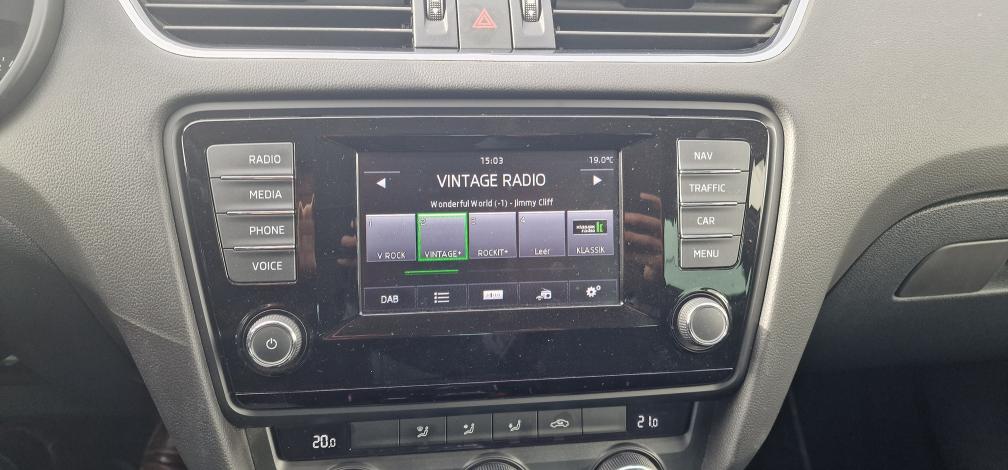 15:03
19.0°C
VINTAGE RADIO
Wonderful World (-1) - Jimmy Cliff
1 2 3 4
V ROCK VINTAGE+ ROCKIT+ Leer KLASSIK
DAB
RADIO
MEDIA
PHONE
VOICE
NAV
TRAFFIC
CAR
MENU
20.0
21.0